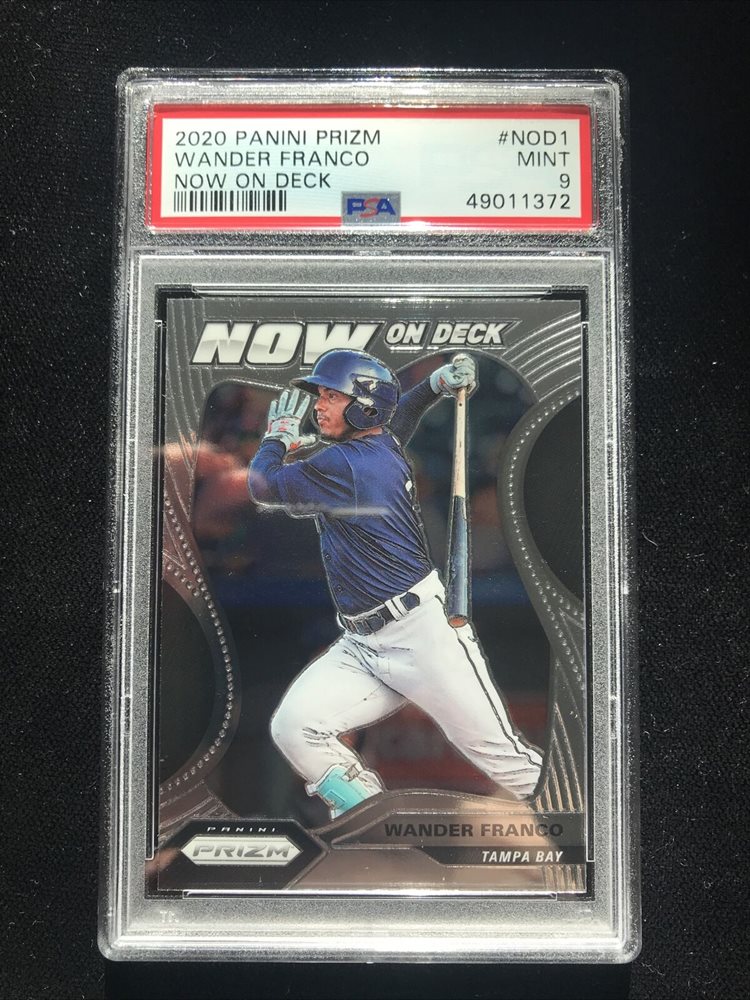 2020 PANINI PRIZM #NOD1
WANDER FRANCO MINT
NOW ON DECK 9
PSA 49011372
NOW ON DECK
WANDER FRANCO
PANINI
PRIZM
TAMPA BAY